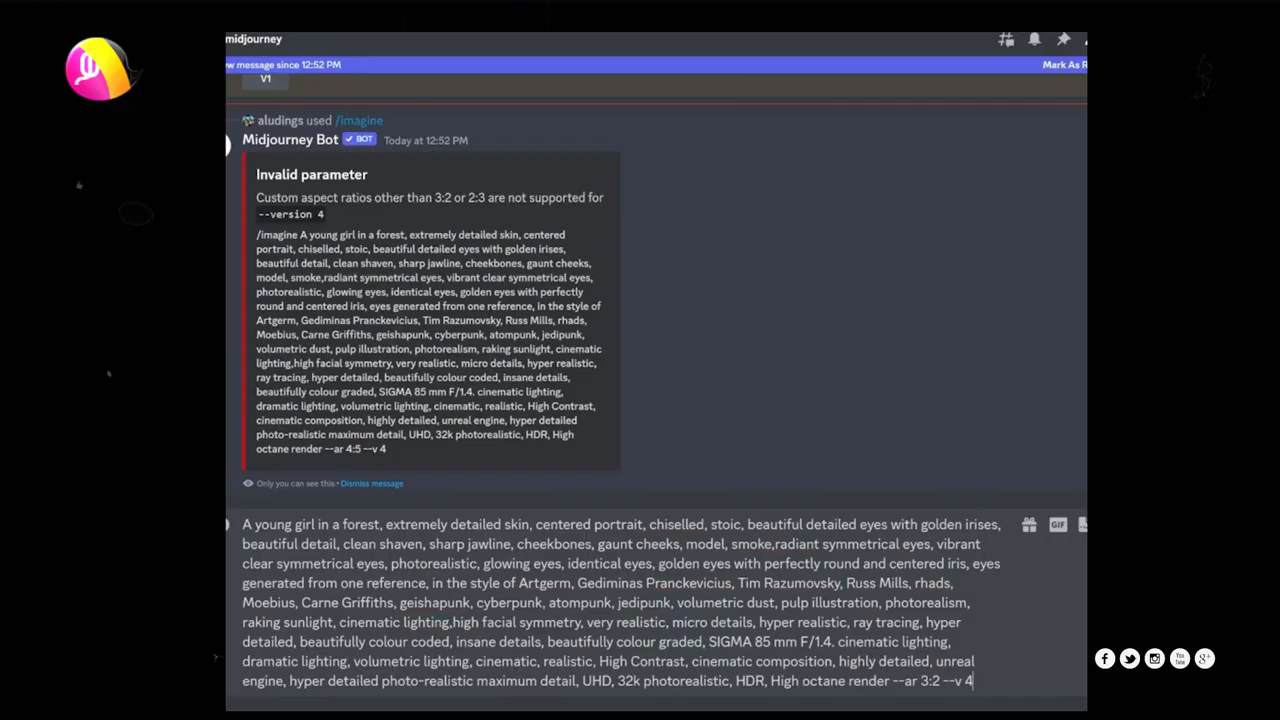 midjourney
ew message since 12:52 PM
Mark As R
V1
aludings used /imagine
Midjourney Bot ✔ BOT Today at 12:52 PM
Invalid parameter
Custom aspect ratios other than 3:2 or 2:3 are not supported for
--version 4
/imagine A young girl in a forest, extremely detailed skin, centered
portrait, chiselled, stoic, beautiful detailed eyes with golden irises,
beautiful detail, clean shaven, sharp jawline, cheekbones, gaunt cheeks,
model, smoke,radiant symmetrical eyes, vibrant clear symmetrical eyes,
photorealistic, glowing eyes, identical eyes, golden eyes with perfectly
round and centered iris, eyes generated from one reference, in the style of
Artgerm, Gediminas Pranckevicius, Tim Razumovsky, Russ Mills, rhads,
Moebius, Carne Griffiths, geishapunk, cyberpunk, atompunk, jedipunk,
volumetric dust, pulp illustration, photorealism, raking sunlight, cinematic
lighting,high facial symmetry, very realistic, micro details, hyper realistic,
ray tracing, hyper detailed, beautifully colour coded, insane details,
beautifully colour graded, SIGMA 85 mm F/1.4. cinematic lighting,
dramatic lighting, volumetric lighting, cinematic, realistic, High Contrast,
cinematic composition, highly detailed, unreal engine, hyper detailed
photo-realistic maximum detail, UHD, 32k photorealistic, HDR, High
octane render --ar 4:5 --v 4
Only you can see this • Dismiss message
A young girl in a forest, extremely detailed skin, centered portrait, chiselled, stoic, beautiful detailed eyes with golden irises,
beautiful detail, clean shaven, sharp jawline, cheekbones, gaunt cheeks, model, smoke,radiant symmetrical eyes, vibrant
clear symmetrical eyes, photorealistic, glowing eyes, identical eyes, golden eyes with perfectly round and centered iris, eyes
generated from one reference, in the style of Artgerm, Gediminas Pranckevicius, Tim Razumovsky, Russ Mills, rhads,
Moebius, Carne Griffiths, geishapunk, cyberpunk, atompunk, jedipunk, volumetric dust, pulp illustration, photorealism,
raking sunlight, cinematic lighting,high facial symmetry, very realistic, micro details, hyper realistic, ray tracing, hyper
detailed, beautifully colour coded, insane details, beautifully colour graded, SIGMA 85 mm F/1.4. cinematic lighting,
dramatic lighting, volumetric lighting, cinematic, realistic, High Contrast, cinematic composition, highly detailed, unreal
engine, hyper detailed photo-realistic maximum detail, UHD, 32k photorealistic, HDR, High octane render --ar 3:2 --v 4
GIF
You Tube
g+